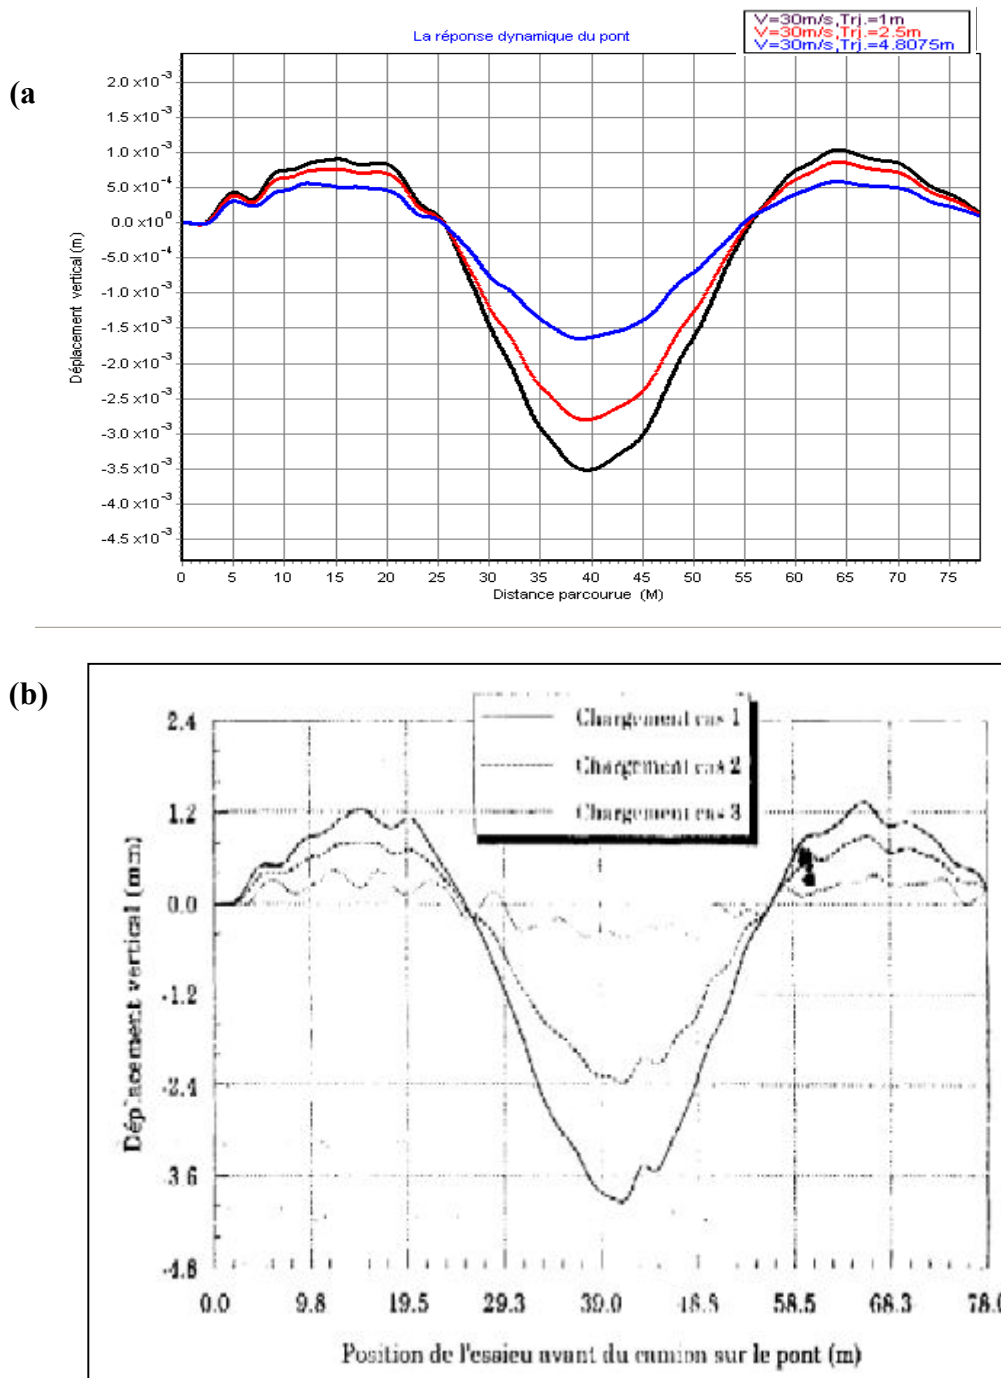 (a
La réponse dynamique du pont
V=30m/s,Trj.=1m
V=30m/s,Trj.=2.5m
V=30m/s,Trj.=4.8075m
Déplacement vertical (m)
2.0 x10⁻³
1.5 x10⁻³
1.0 x10⁻³
5.0 x10⁻⁴
0.0 x10⁰
-5.0 x10⁻⁴
-1.0 x10⁻³
-1.5 x10⁻³
-2.0 x10⁻³
-2.5 x10⁻³
-3.0 x10⁻³
-3.5 x10⁻³
-4.0 x10⁻³
-4.5 x10⁻³
0 5 10 15 20 25 30 35 40 45 50 55 60 65 70 75
Distance parcourue (M)
(b)
Chargement cas 1
Chargement cas 2
Chargement cas 3
Déplacement vertical (mm)
2.4
1.2
0.0
-1.2
-2.4
-3.6
-4.8
0.0 9.8 19.5 29.3 39.0 48.8 58.5 68.3 78.0
Position de l'essieu avant du camion sur le pont (m)